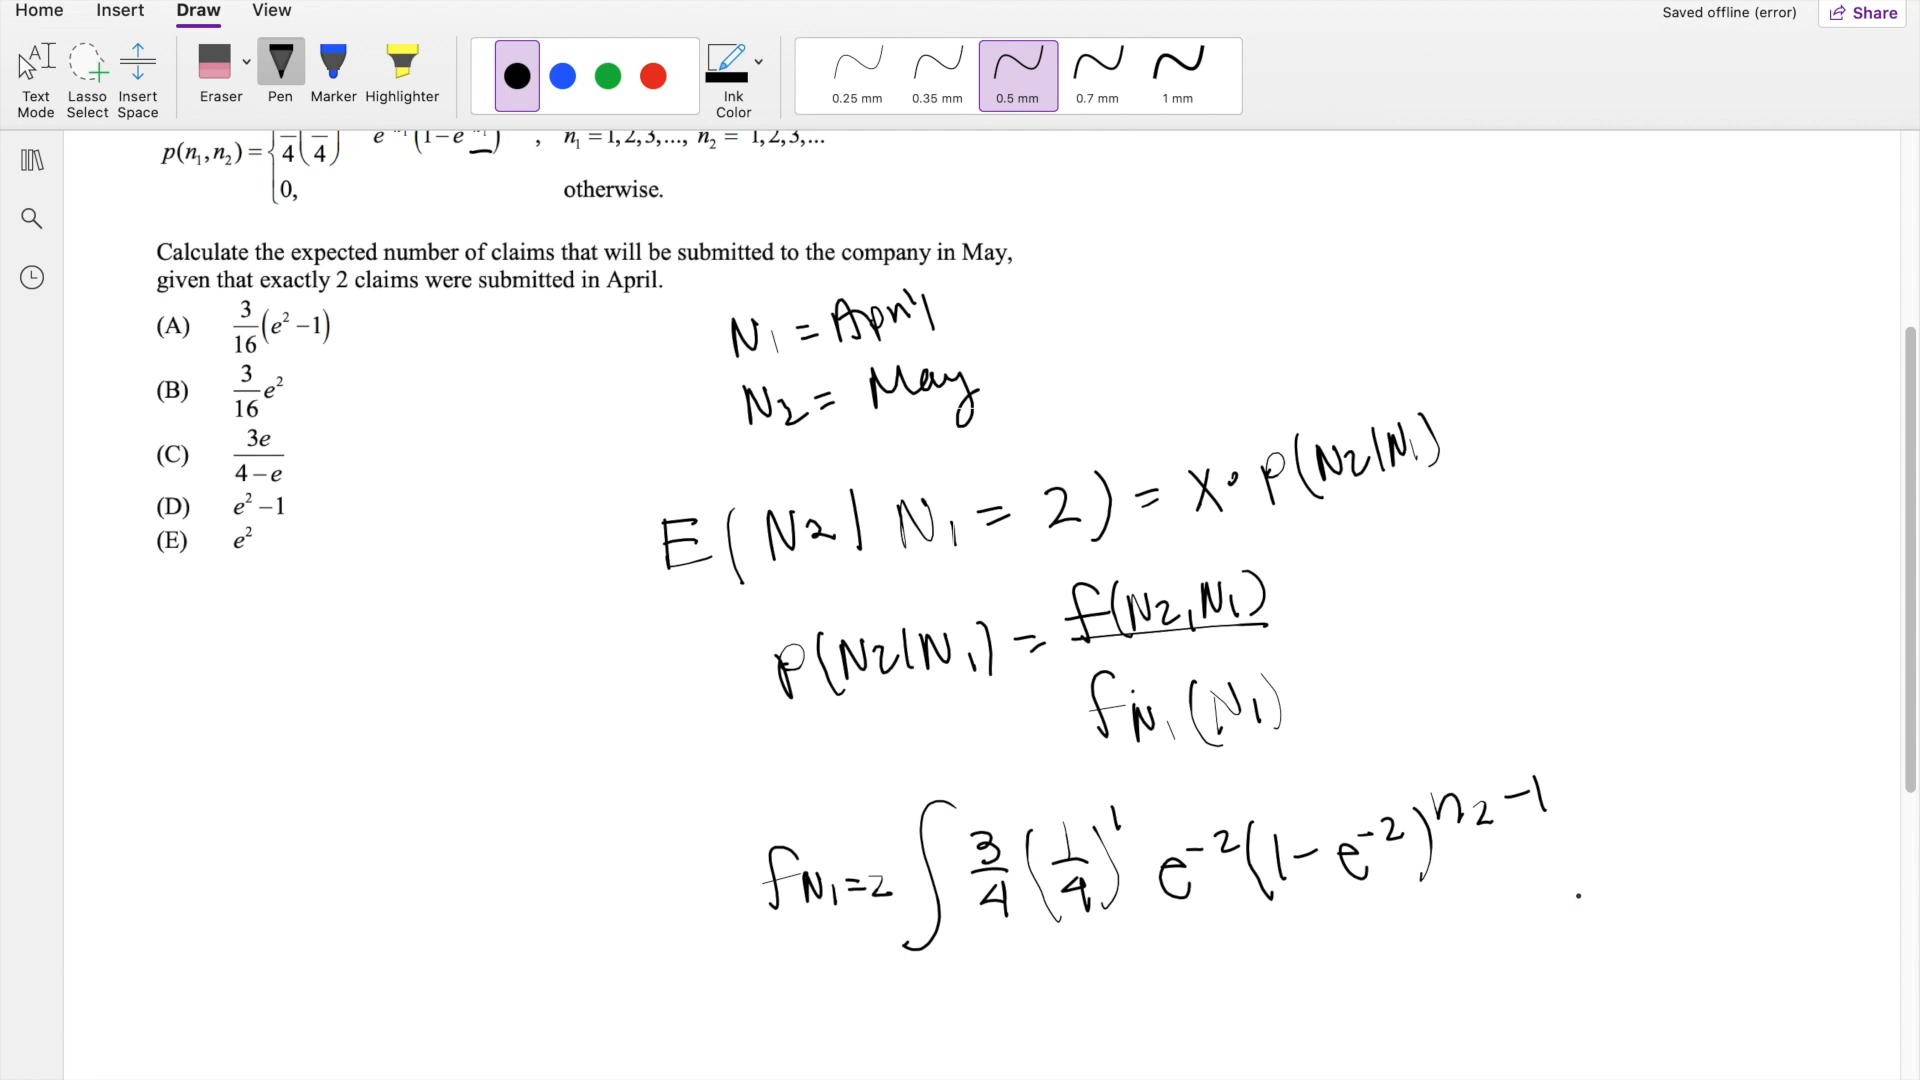 Home Insert Draw View
Saved offline (error) Share
Text Mode
Lasso Select
Insert Space
Eraser
Pen
Marker
Highlighter
Ink Color
0.25 mm
0.35 mm
0.5 mm
0.7 mm
1 mm
p(n₁,n₂) = { 4 ( 4 ) e (1−e ) , n₁ =1,2,3,..., n₂ = 1,2,3,...
0, otherwise.
Calculate the expected number of claims that will be submitted to the company in May,
given that exactly 2 claims were submitted in April.
(A) 3/16 (e² −1)
(B) 3/16 e²
(C) 3e/(4−e)
(D) e² −1
(E) e²
N₁ = April
N₂ = May
E(N₂ | N₁ = 2) = X • P(N₂|N₁)
P(N₂|N₁) = f(N₂,N₁) / f N₁ (N₁)
f N₁=2 ∫ 3/4 (1/4)¹ e⁻² (1−e⁻²)ⁿ²⁻¹